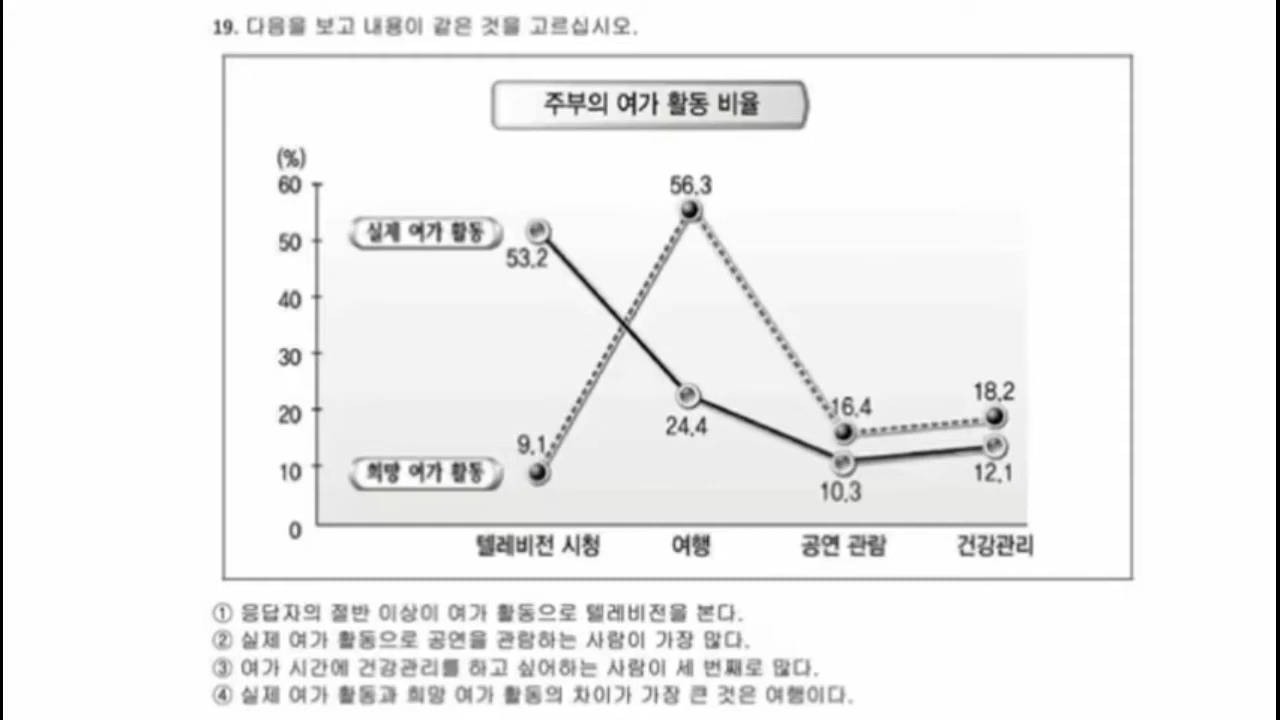 19. 다음을 보고 내용이 같은 것을 고르십시오.
주부의 여가 활동 비율
(%)
60
50
40
30
20
10
0
실제 여가 활동
희망 여가 활동
53.2
9.1
56.3
24.4
16.4
10.3
18.2
12.1
텔레비전 시청 여행 공연 관람 건강관리
① 응답자의 절반 이상이 여가 활동으로 텔레비전을 본다.
② 실제 여가 활동으로 공연을 관람하는 사람이 가장 많다.
③ 여가 시간에 건강관리를 하고 싶어하는 사람이 세 번째로 많다.
④ 실제 여가 활동과 희망 여가 활동의 차이가 가장 큰 것은 여행이다.